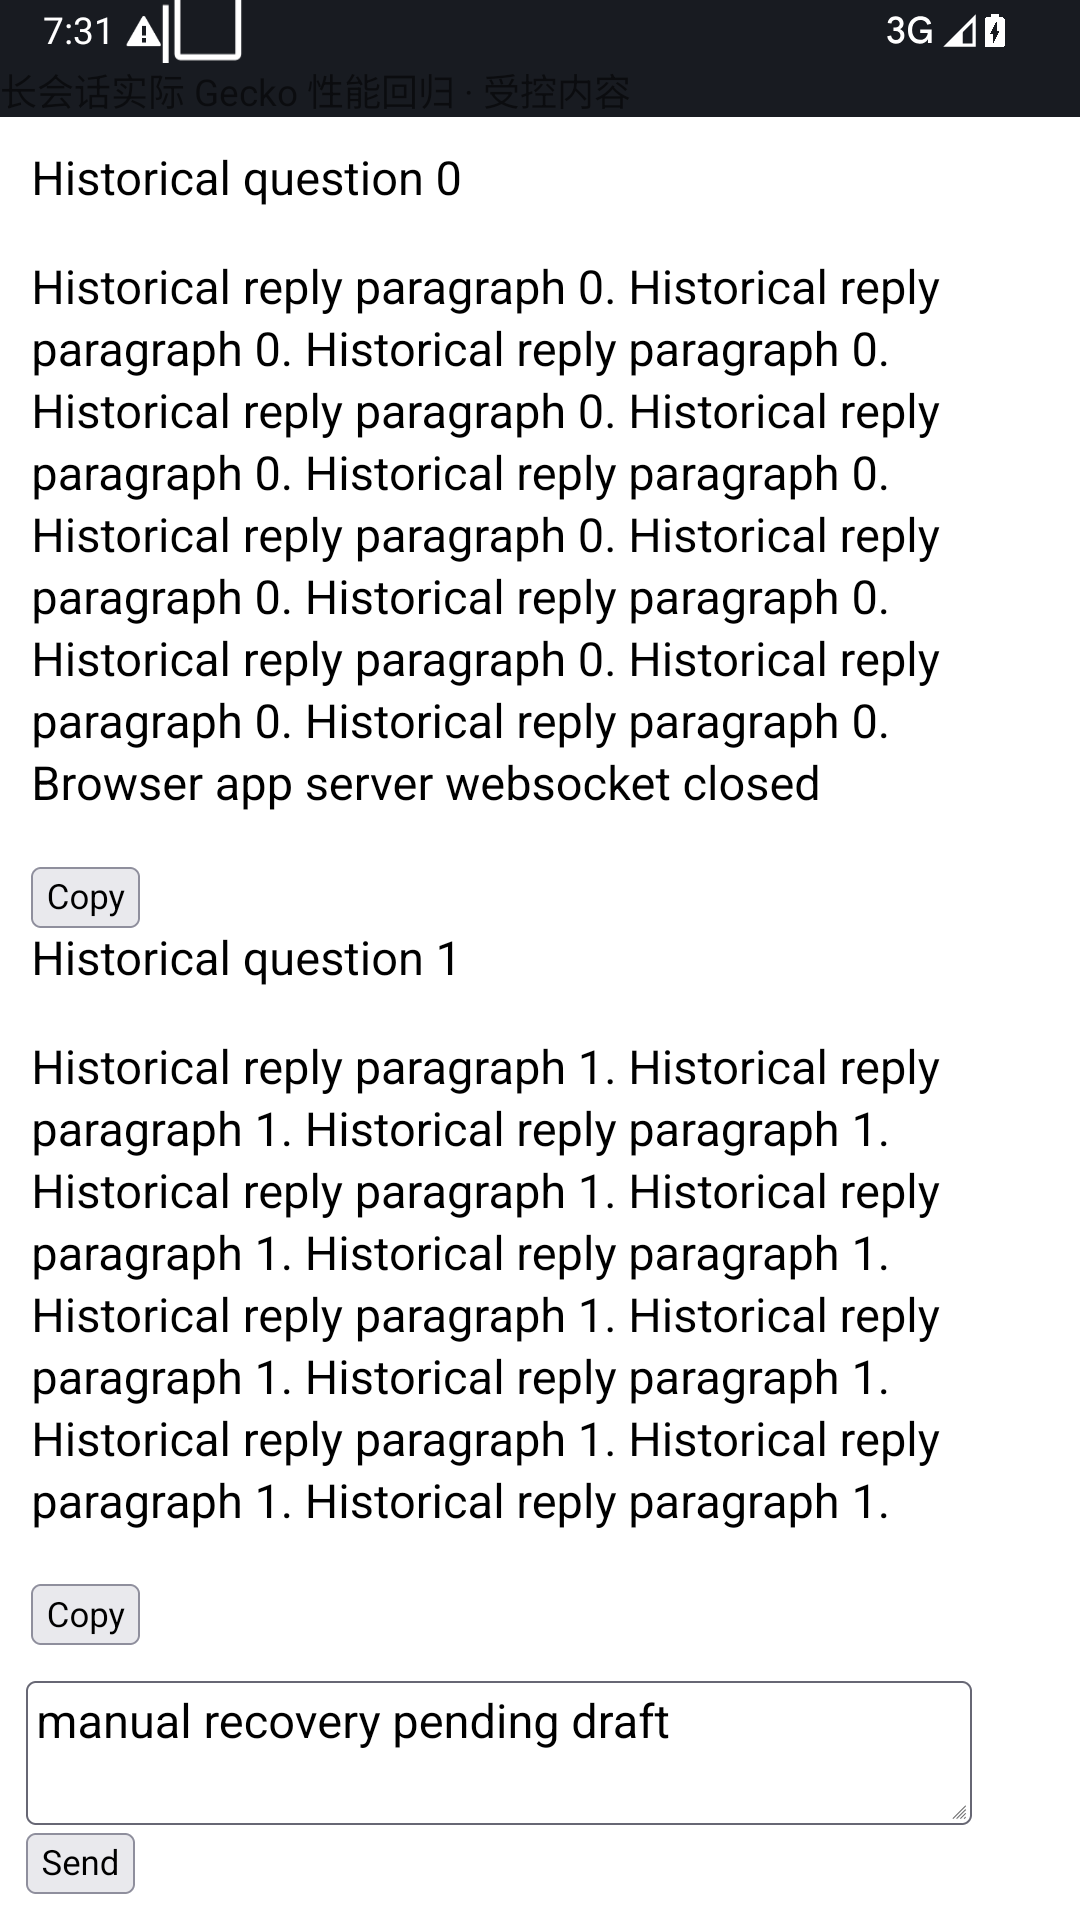 7:31
3G
长会话实际 Gecko 性能回归 · 受控内容
Historical question 0
Historical reply paragraph 0. Historical reply
paragraph 0. Historical reply paragraph 0.
Historical reply paragraph 0. Historical reply
paragraph 0. Historical reply paragraph 0.
Historical reply paragraph 0. Historical reply
paragraph 0. Historical reply paragraph 0.
Historical reply paragraph 0. Historical reply
paragraph 0. Historical reply paragraph 0.
Browser app server websocket closed
Copy
Historical question 1
Historical reply paragraph 1. Historical reply
paragraph 1. Historical reply paragraph 1.
Historical reply paragraph 1. Historical reply
paragraph 1. Historical reply paragraph 1.
Historical reply paragraph 1. Historical reply
paragraph 1. Historical reply paragraph 1.
Historical reply paragraph 1. Historical reply
paragraph 1. Historical reply paragraph 1.
Copy
manual recovery pending draft
Send